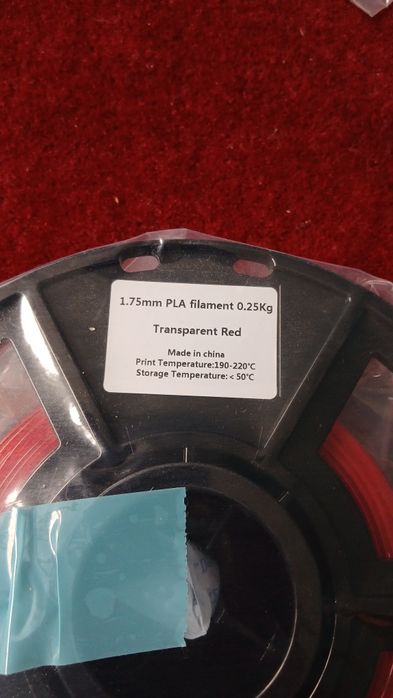 1.75mm PLA filament 0.25Kg
Transparent Red
Made in china
Print Temperature:190-220℃
Storage Temperature: < 50℃